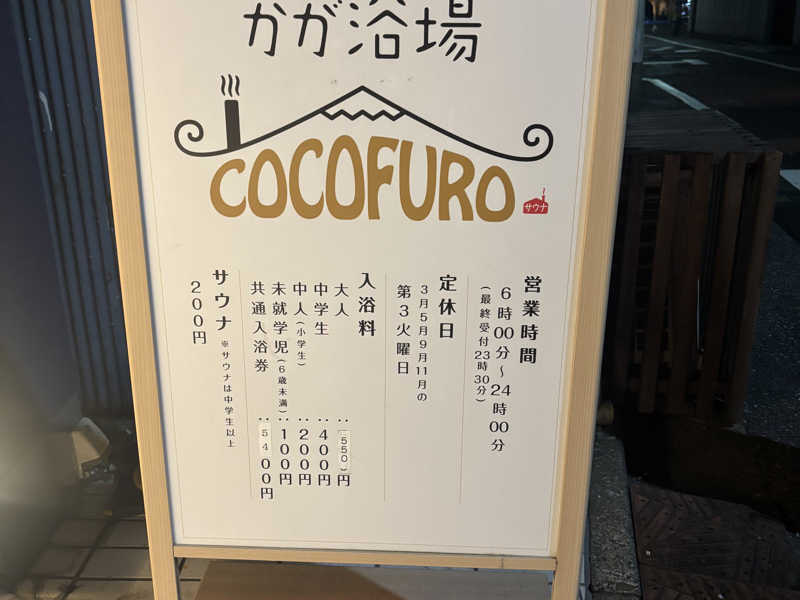 かが浴場
COCOFURO
サウナ
営業時間
6時00分〜24時00分
(最終受付23時30分)
定休日
3月5月9月11月の
第3火曜日
入浴料
大人 ‥550円
中学生 ‥400円
中人(小学生) ‥200円
未就学児(6歳未満) ‥100円
共通入浴券 ‥5400円
サウナ ※サウナは中学生以上
200円